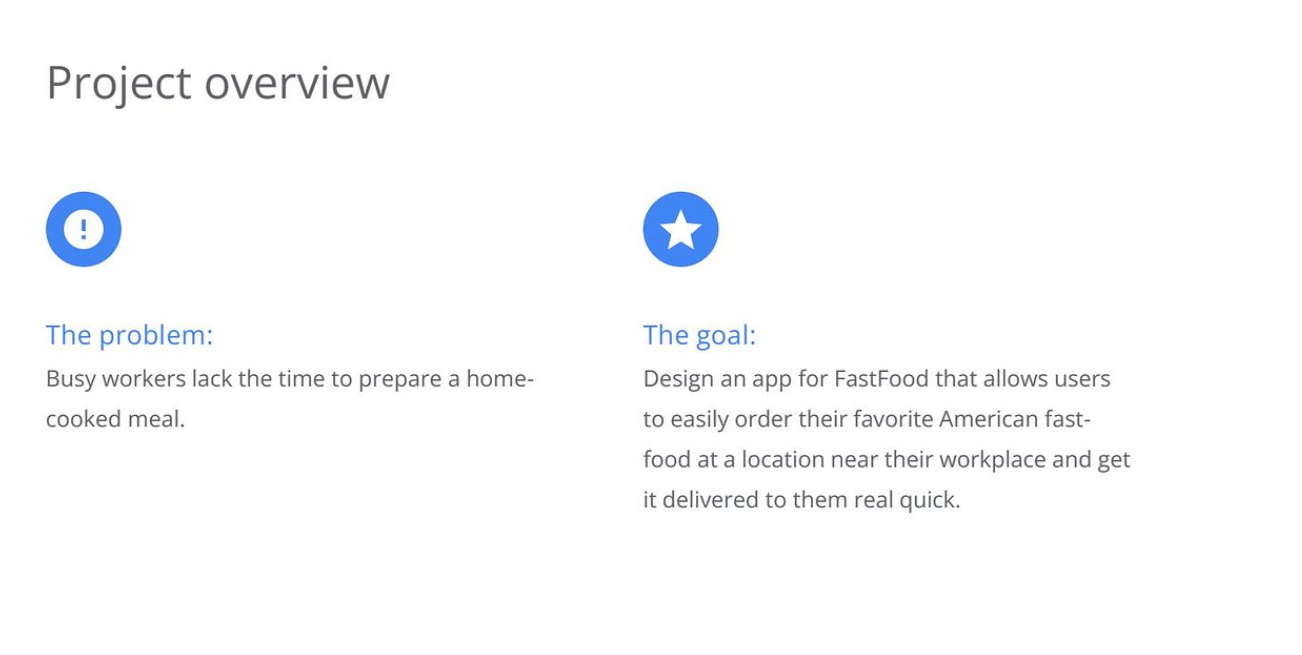 Project overview
The problem:
Busy workers lack the time to prepare a home-
cooked meal.
The goal:
Design an app for FastFood that allows users
to easily order their favorite American fast-
food at a location near their workplace and get
it delivered to them real quick.